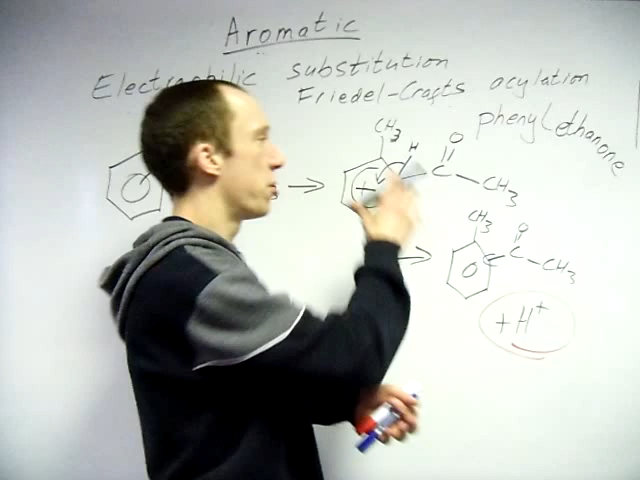 Aromatic
Electrophilic substitution
Friedel-Crafts acylation
phenylethanone
CH3
H
O
C
CH3
+
CH3
O
C
CH3
+H+